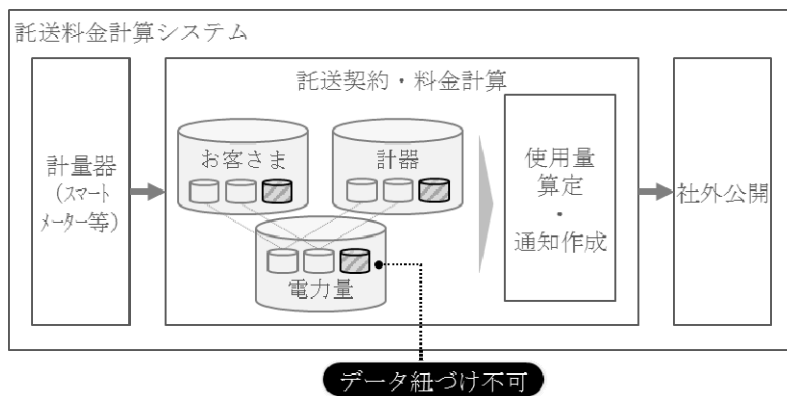 託送料金計算システム
託送契約・料金計算
計量器
(スマート
メーター等)
お客さま
計器
電力量
使用量
算定
・
通知作成
社外公開
データ紐づけ不可